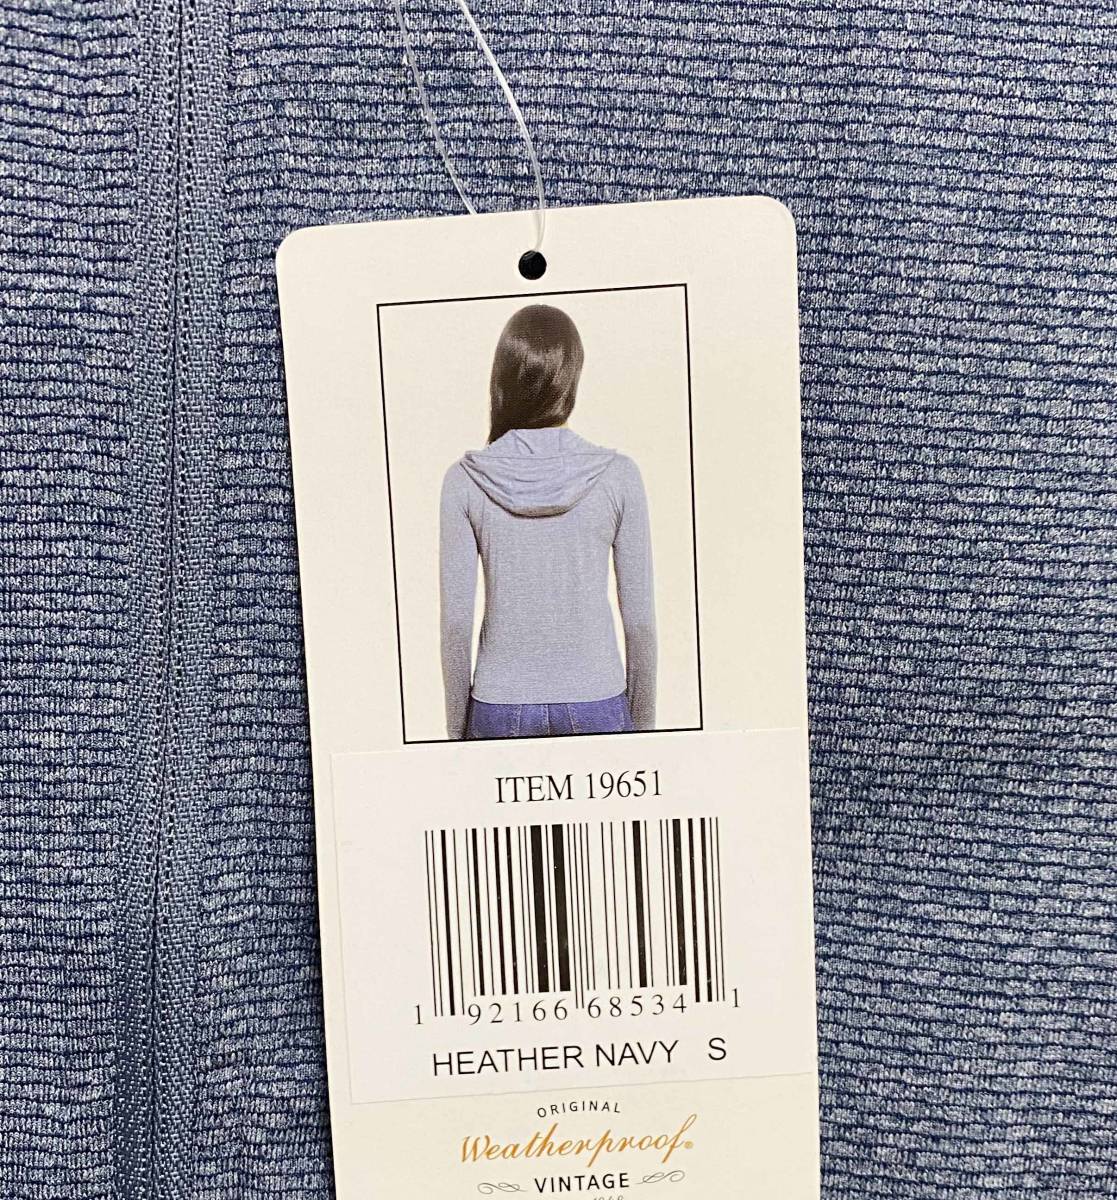 ITEM 19651
1 92166 68534 1
HEATHER NAVY S
ORIGINAL
Weatherproof®
VINTAGE